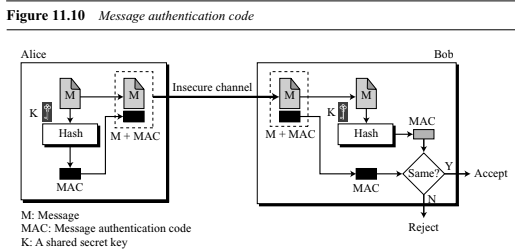 Figure 11.10 Message authentication code
Alice
Bob
M
M
Insecure channel
M
M
K
K
MAC
Hash
M + MAC
M + MAC
Hash
MAC
MAC
Same?
Y
Accept
N
Reject
M: Message
MAC: Message authentication code
K: A shared secret key